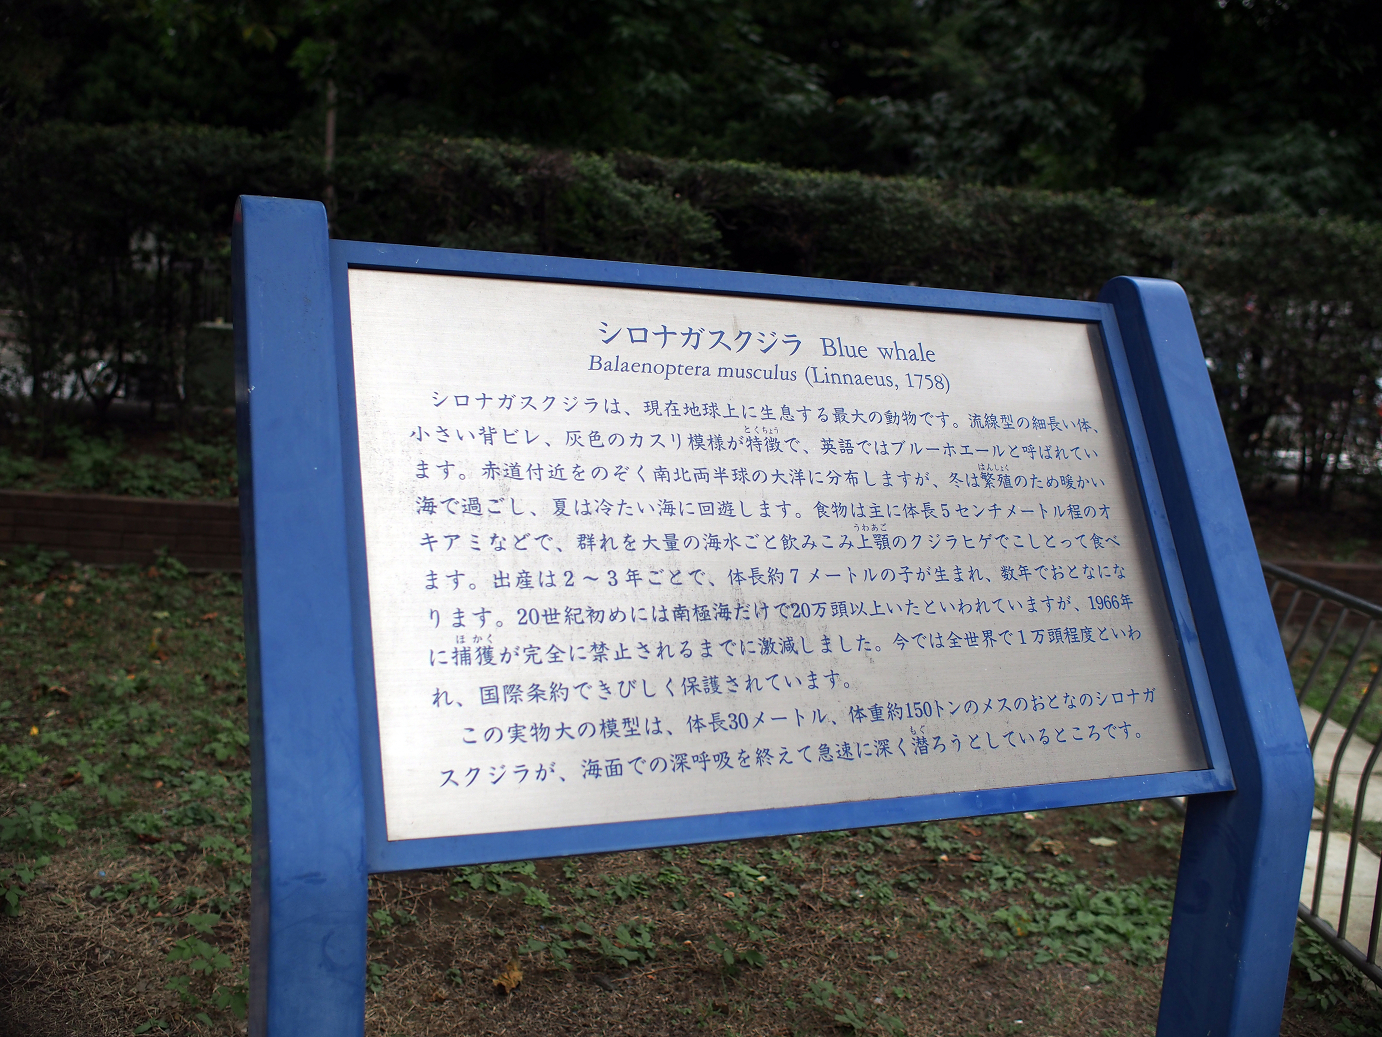 シロナガスクジラ Blue whale
Balaenoptera musculus (Linnaeus, 1758)
シロナガスクジラは、現在地球上に生息する最大の動物です。流線型の細長い体、
小さい背ビレ、灰色のカスリ模様が特徴で、英語ではブルーホエールと呼ばれてい
ます。赤道付近をのぞく南北両半球の大洋に分布しますが、冬は繁殖のため暖かい
海で過ごし、夏は冷たい海に回遊します。食物は主に体長5センチメートル程のオ
キアミなどで、群れを大量の海水ごと飲みこみ上顎のクジラヒゲでこしとって食べ
ます。出産は2~3年ごとで、体長約7メートルの子が生まれ、数年でおとなにな
ります。20世紀初めには南極海だけで20万頭以上いたといわれていますが、1966年
に捕獲が完全に禁止されるまでに激減しました。今では全世界で1万頭程度といわ
れ、国際条約できびしく保護されています。
この実物大の模型は、体長30メートル、体重約150トンのメスのおとなのシロナガ
スクジラが、海面での深呼吸を終えて急速に深く潜ろうとしているところです。